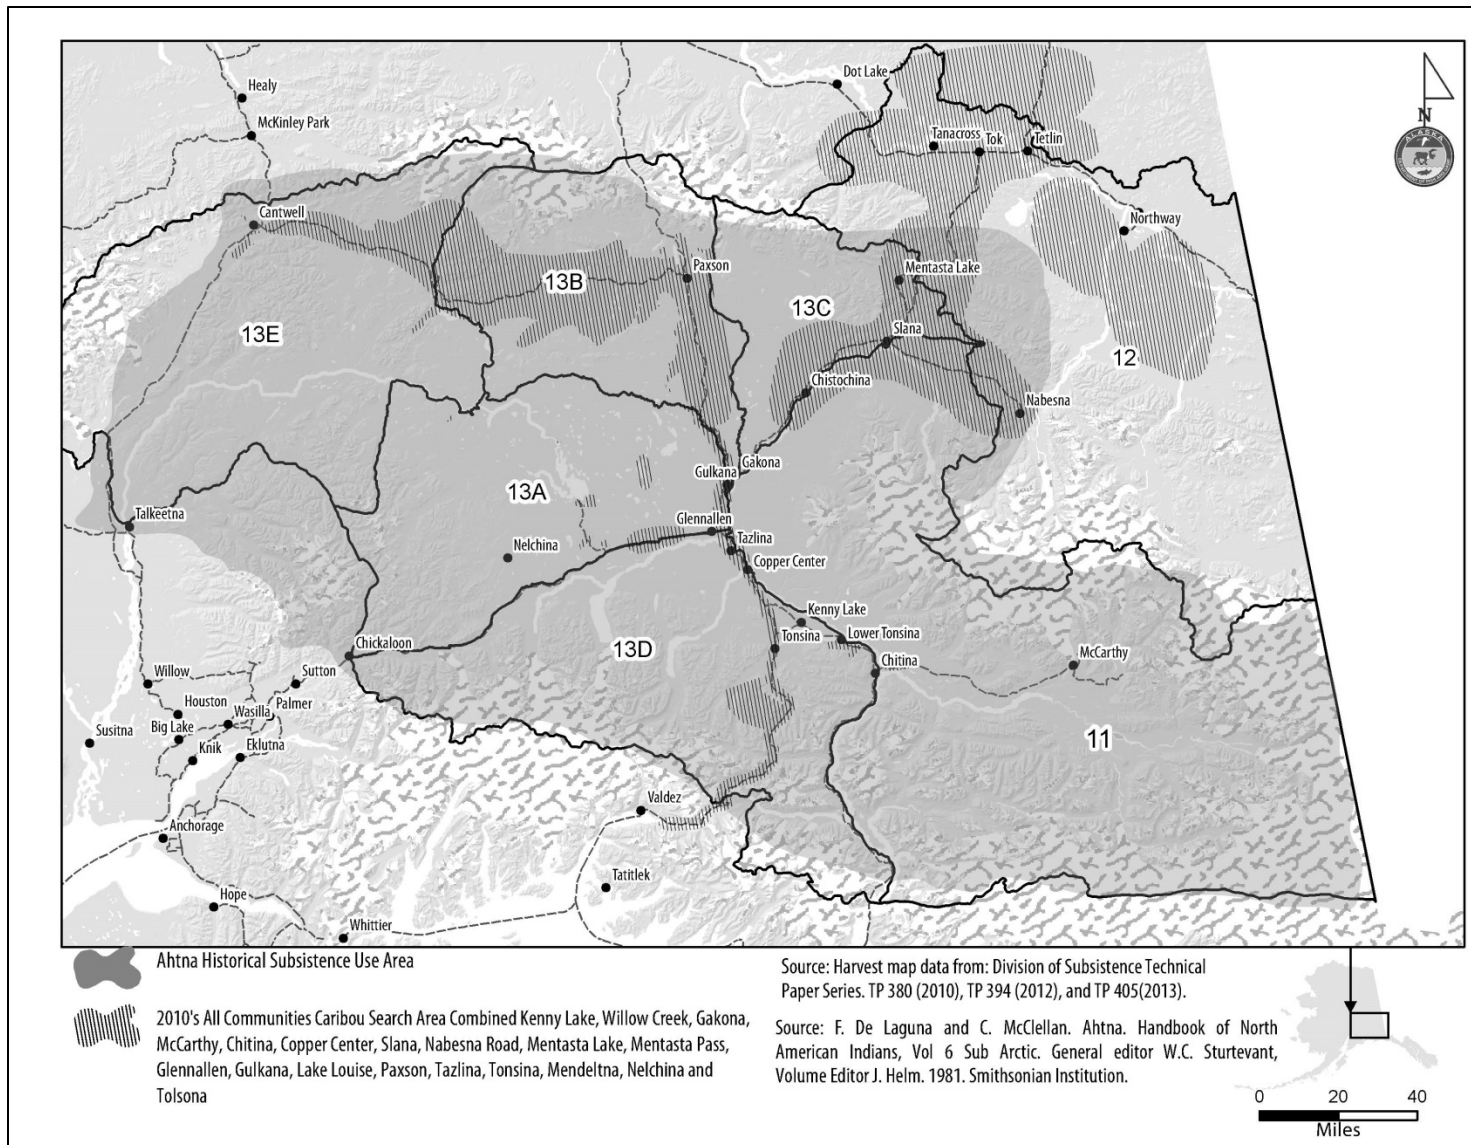 Healy
McKinley Park
Dot Lake
N
ALASKA
Tanacross
Tok
Tetlin
Cantwell
Northway
Paxson
Mentasta Lake
13B
13C
13E
Slana
12
Chistochina
Nabesna
Gakona
Gulkana
13A
Talkeetna
Glennallen
Tazlina
Nelchina
Copper Center
Kenny Lake
Tonsina
Lower Tonsina
Chickaloon
13D
McCarthy
Chitina
Willow
Sutton
Houston
Palmer
Wasilla
Big Lake
Susitna
Knik
Eklutna
11
Valdez
Anchorage
Tatitlek
Hope
Whittier
Ahtna Historical Subsistence Use Area
2010's All Communities Caribou Search Area Combined Kenny Lake, Willow Creek, Gakona,
McCarthy, Chitina, Copper Center, Slana, Nabesna Road, Mentasta Lake, Mentasta Pass,
Glennallen, Gulkana, Lake Louise, Paxson, Tazlina, Tonsina, Mendeltna, Nelchina and
Tolsona
Source: Harvest map data from: Division of Subsistence Technical
Paper Series. TP 380 (2010), TP 394 (2012), and TP 405(2013).
Source: F. De Laguna and C. McClellan. Ahtna. Handbook of North
American Indians, Vol 6 Sub Arctic. General editor W.C. Sturtevant,
Volume Editor J. Helm. 1981. Smithsonian Institution.
0 20 40
Miles